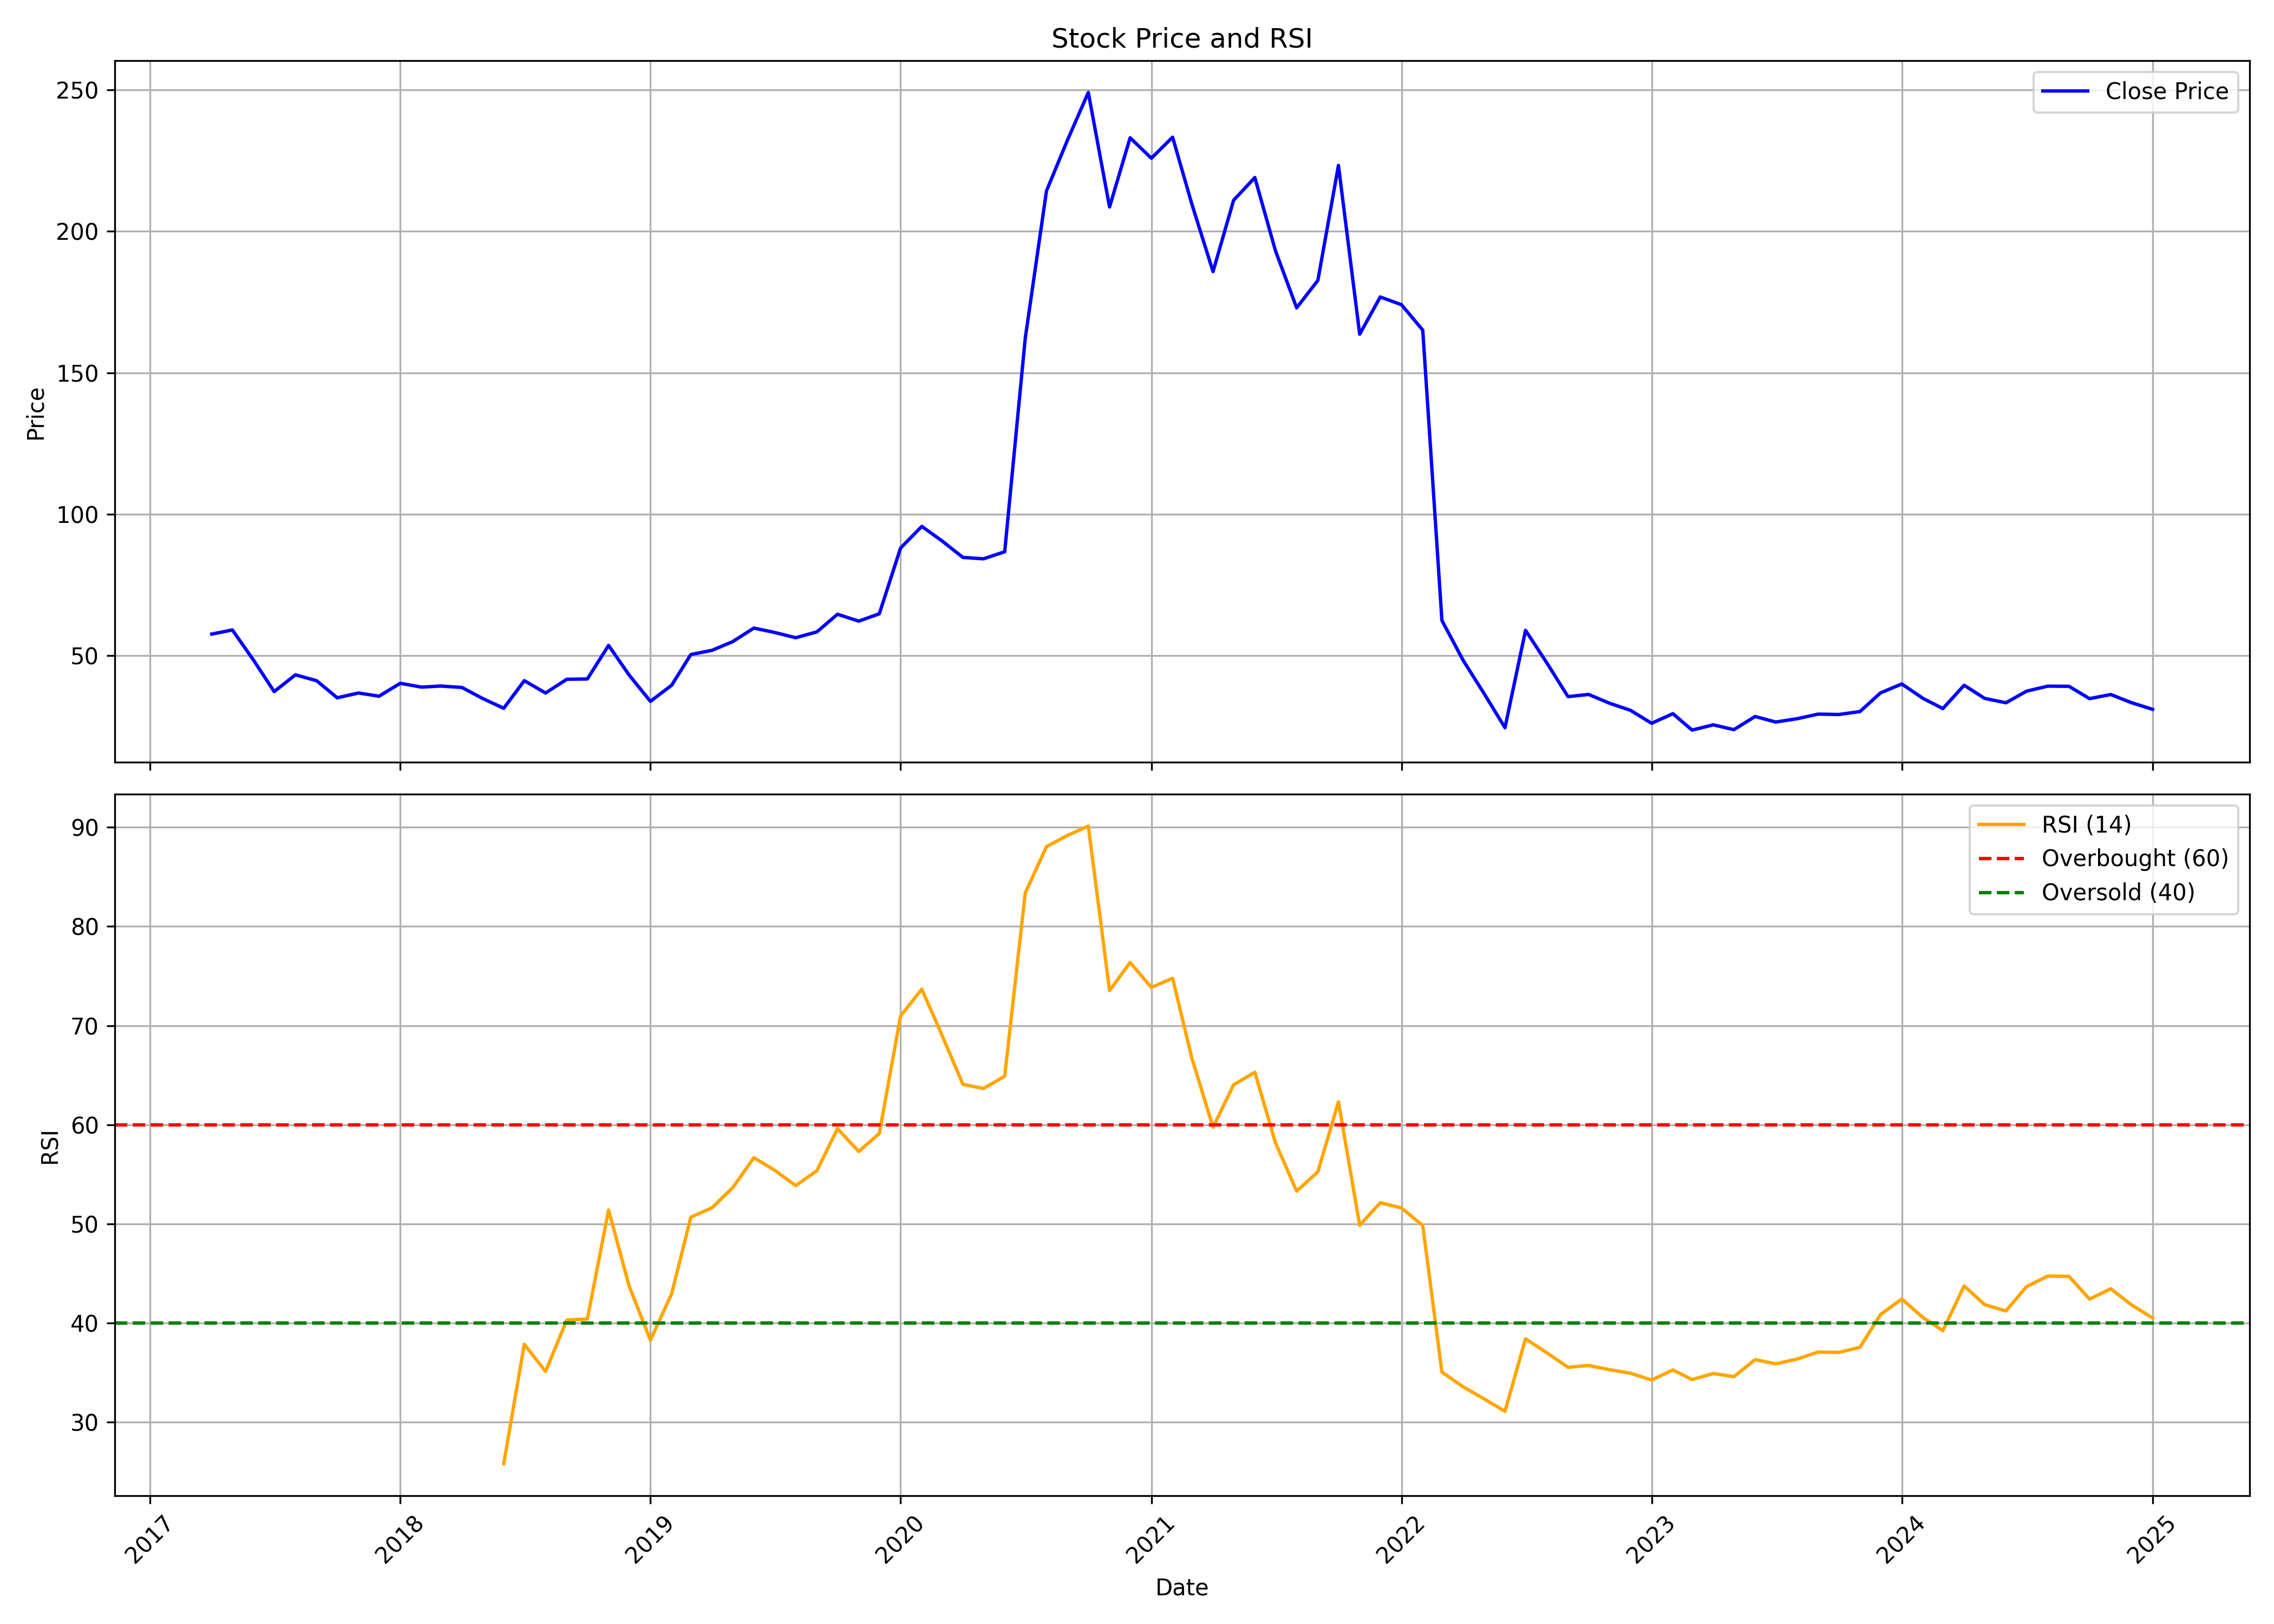 Stock Price and RSI
250
200
150
100
50
Price
Close Price
90
80
70
60
50
40
30
RSI
RSI (14)
Overbought (60)
Oversold (40)
2017
2018
2019
2020
2021
2022
2023
2024
2025
Date